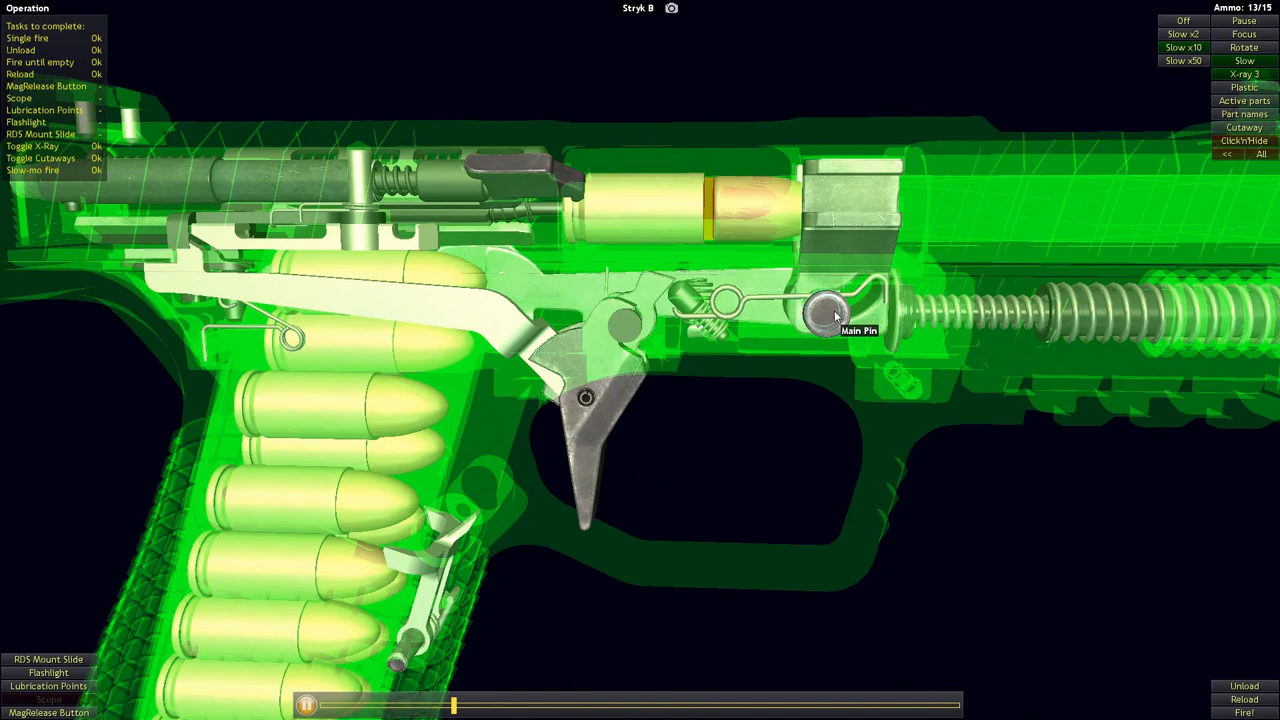 Operation
Stryk B
Ammo: 13/15
Tasks to complete:
Single fire Ok
Unload Ok
Fire until empty Ok
Reload Ok
MagRelease Button -
Scope -
Lubrication Points -
Flashlight -
RDS Mount Slide -
Toggle X-Ray Ok
Toggle Cutaways Ok
Slow-mo fire Ok
Off Pause
Slow x2 Focus
Slow x10 Rotate
Slow x50 Slow
X-ray 3
Plastic
Active parts
Part names
Cutaway
Click'n'Hide
<< All
Main Pin
RDS Mount Slide
Flashlight
Lubrication Points
Scope
MagRelease Button
Unload
Reload
Fire!